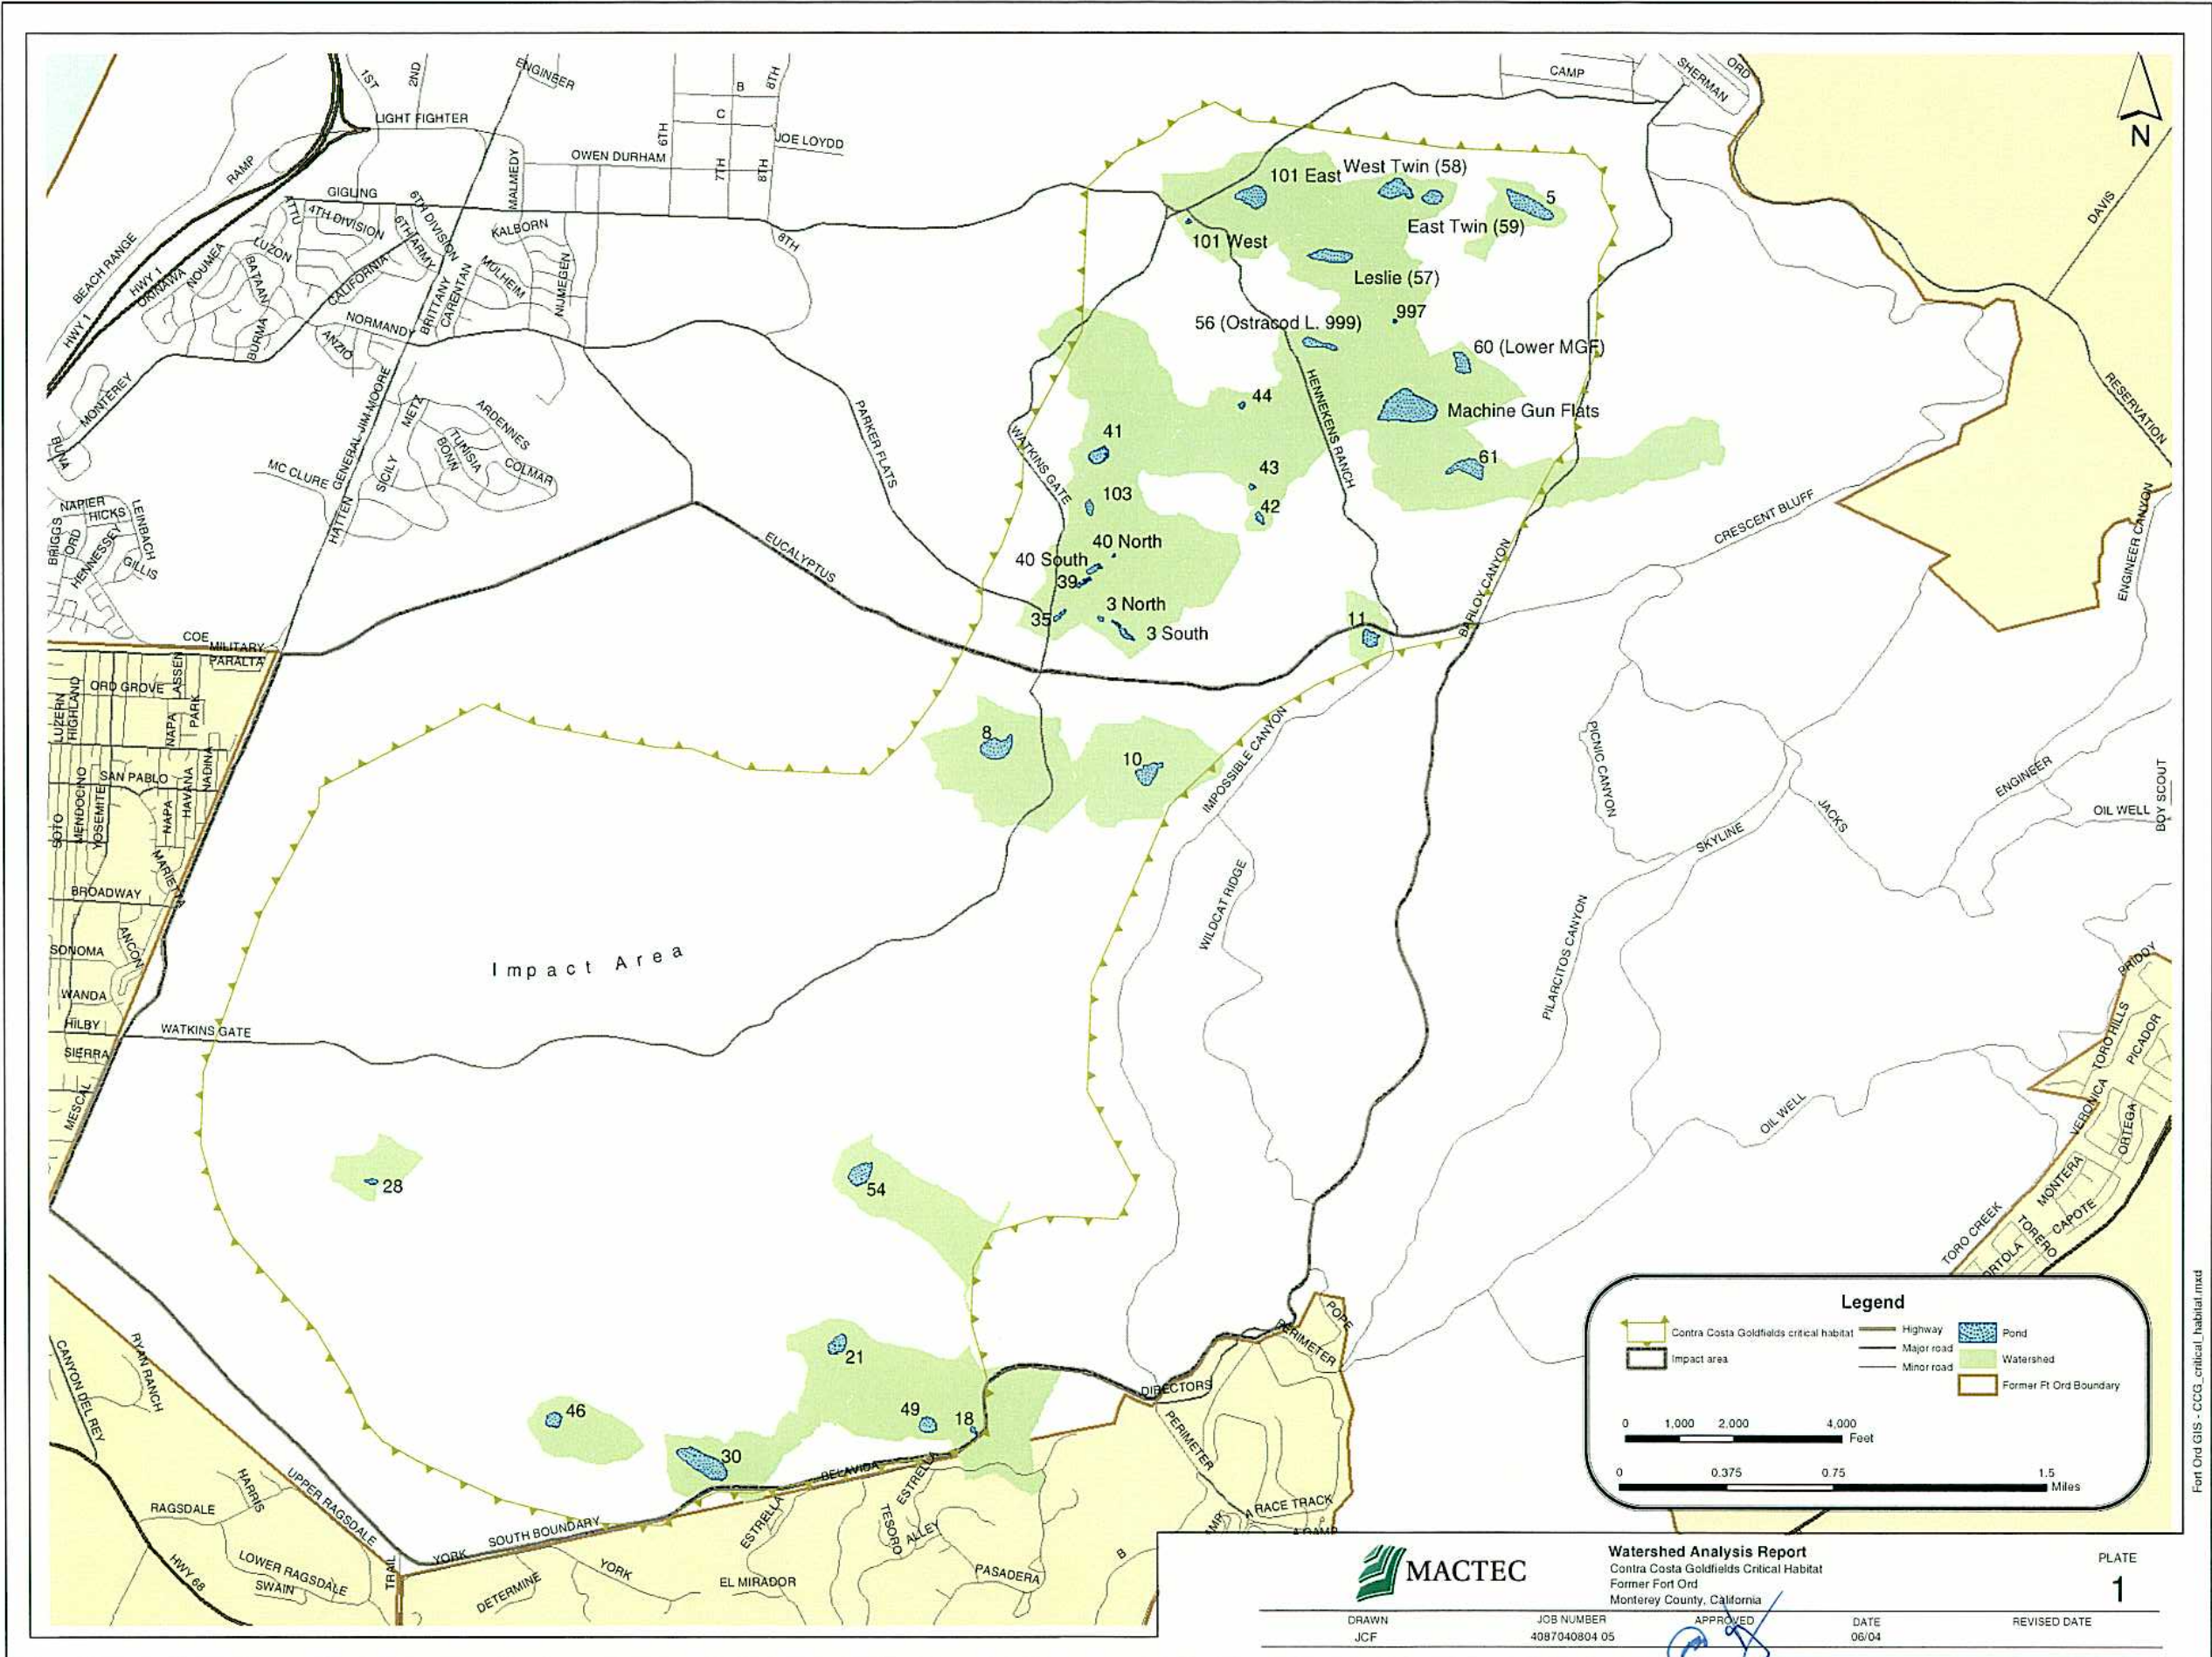 CAMP
SHERMAN
ORD
N
1ST
2ND
ENGINEER
B
8TH
C
LIGHT FIGHTER
6TH
JOE LOYDD
7TH
8TH
OWEN DURHAM
MALMEDY
RAMP
GIGLING
ATTU
4TH DIVISION
6TH DIVISION
6TH ARMY
KALBORN
8TH
LUZON
NOUMEA
BATAAN
CALIFORNIA
MULHEIM
NIJMEGEN
CARENTAN
BRITTANY
BEACH RANGE
HWY 1
OKINAWA
HWY 1
BURMA
NORMANDY
ANZIO
MONTEREY
BUNA
GENERAL JIM MOORE
METZ
ARDENNES
TUNISIA
BONN
COLMAR
SICILY
MC CLURE
HATTEN
PARKER FLATS
DAVIS
RESERVATION
101 East
West Twin (58)
5
East Twin (59)
101 West
Leslie (57)
997
56 (Ostracod L. 999)
60 (Lower MGF)
HENNEKENS RANCH
44
Machine Gun Flats
41
WATKINS GATE
43
61
103
42
40 North
40 South
39
3 North
35
3 South
11
NAPIER
HICKS
LEINBACH
BRIGGS
ORD
HENNESSEY
GILLIS
EUCALYPTUS
CRESCENT BLUFF
BARLOY CANYON
ENGINEER CANYON
COE
MILITARY
PARALTA
ORD GROVE
LASSEN
PARK
LUZERN
HIGHLAND
NAPA
NADINA
SAN PABLO
HAVANA
SOTO
MENDOCINO
YOSEMITE
NAPA
MARIETTA
BROADWAY
ANCON
SONOMA
WANDA
HILBY
SIERRA
MESCAL
WATKINS GATE
8
10
IMPOSSIBLE CANYON
PICNIC CANYON
SKYLINE
JACKS
ENGINEER
OIL WELL
BOY SCOUT
WILDCAT RIDGE
PILARCITOS CANYON
Impact Area
PRIDDY
TORO HILLS
PICADOR
VERONICA
ORTEGA
OIL WELL
MONTERA
CAPOTE
TORERO
TORO CREEK
28
54
21
46
49
18
30
POPE
PERIMETER
DIRECTORS
PERIMETER
A RACE TRACK
CANYON DEL REY
RYAN RANCH
UPPER RAGSDALE
HARRIS
RAGSDALE
HWY 68
LOWER RAGSDALE
SWAIN
TRAIL
YORK
SOUTH BOUNDARY
DETERMINE
YORK
ESTRELLA
BELAVIDA
ESTRELLA
TESORO
ALLEY
EL MIRADOR
PASADERA
B
Legend
Contra Costa Goldfields critical habitat
Impact area
Highway
Major road
Minor road
Pond
Watershed
Former Ft Ord Boundary
0 1,000 2,000 4,000
Feet
0 0.375 0.75 1.5
Miles
Fort Ord GIS - CCG_critical_habitat.mxd
MACTEC
Watershed Analysis Report
Contra Costa Goldfields Critical Habitat
Former Fort Ord
Monterey County, California
PLATE
1
DRAWN
JCF
JOB NUMBER
4087040804 05
APPROVED
DATE
06/04
REVISED DATE